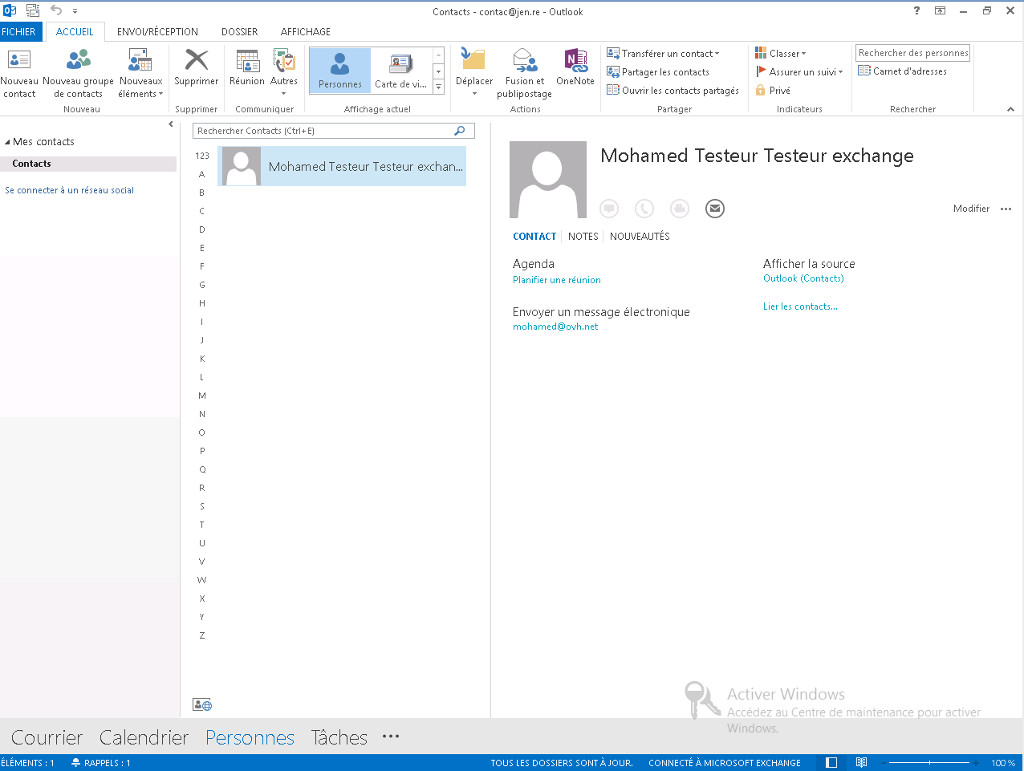 Contacts - contac@jen.re - Outlook
FICHIER ACCUEIL ENVOI/RÉCEPTION DOSSIER AFFICHAGE
Nouveau contact
Nouveau groupe de contacts
Nouveaux éléments
Nouveau
Supprimer
Supprimer
Réunion
Autres
Communiquer
Personnes
Carte de vi...
Affichage actuel
Déplacer
Fusion et publipostage
OneNote
Actions
Transférer un contact
Partager les contacts
Ouvrir les contacts partagés
Partager
Classer
Assurer un suivi
Privé
Indicateurs
Rechercher des personnes
Carnet d'adresses
Rechercher
Mes contacts
Contacts
Se connecter à un réseau social
Rechercher Contacts (Ctrl+E)
123
A
B
C
D
E
F
G
H
I
J
K
L
M
N
O
P
Q
R
S
T
U
V
W
X
Y
Z
Mohamed Testeur Testeur exchan...
Mohamed Testeur Testeur exchange
Modifier
CONTACT NOTES NOUVEAUTÉS
Agenda
Planifier une réunion
Envoyer un message électronique
mohamed@ovh.net
Afficher la source
Outlook (Contacts)
Lier les contacts...
Activer Windows
Accédez au Centre de maintenance pour activer
Windows.
Courrier Calendrier Personnes Tâches ...
ÉLÉMENTS : 1 RAPPELS : 1 TOUS LES DOSSIERS SONT À JOUR. CONNECTÉ À MICROSOFT EXCHANGE 100 %